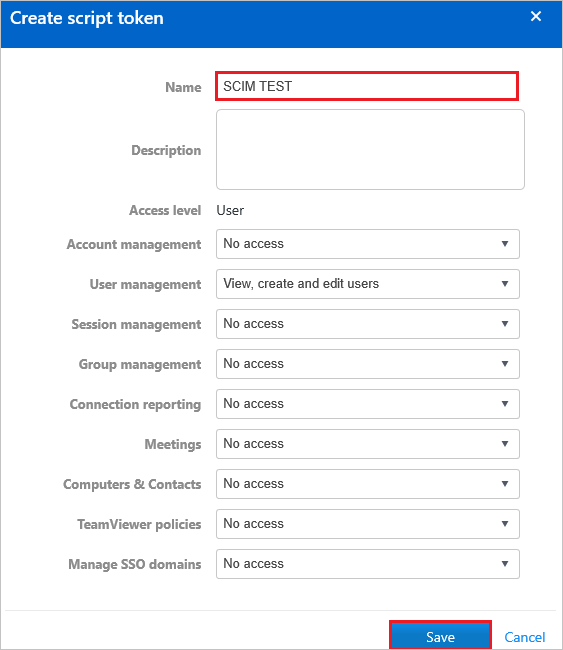 Create script token ×
Name SCIM TEST
Description
Access level User
Account management No access
User management View, create and edit users
Session management No access
Group management No access
Connection reporting No access
Meetings No access
Computers & Contacts No access
TeamViewer policies No access
Manage SSO domains No access
Save Cancel